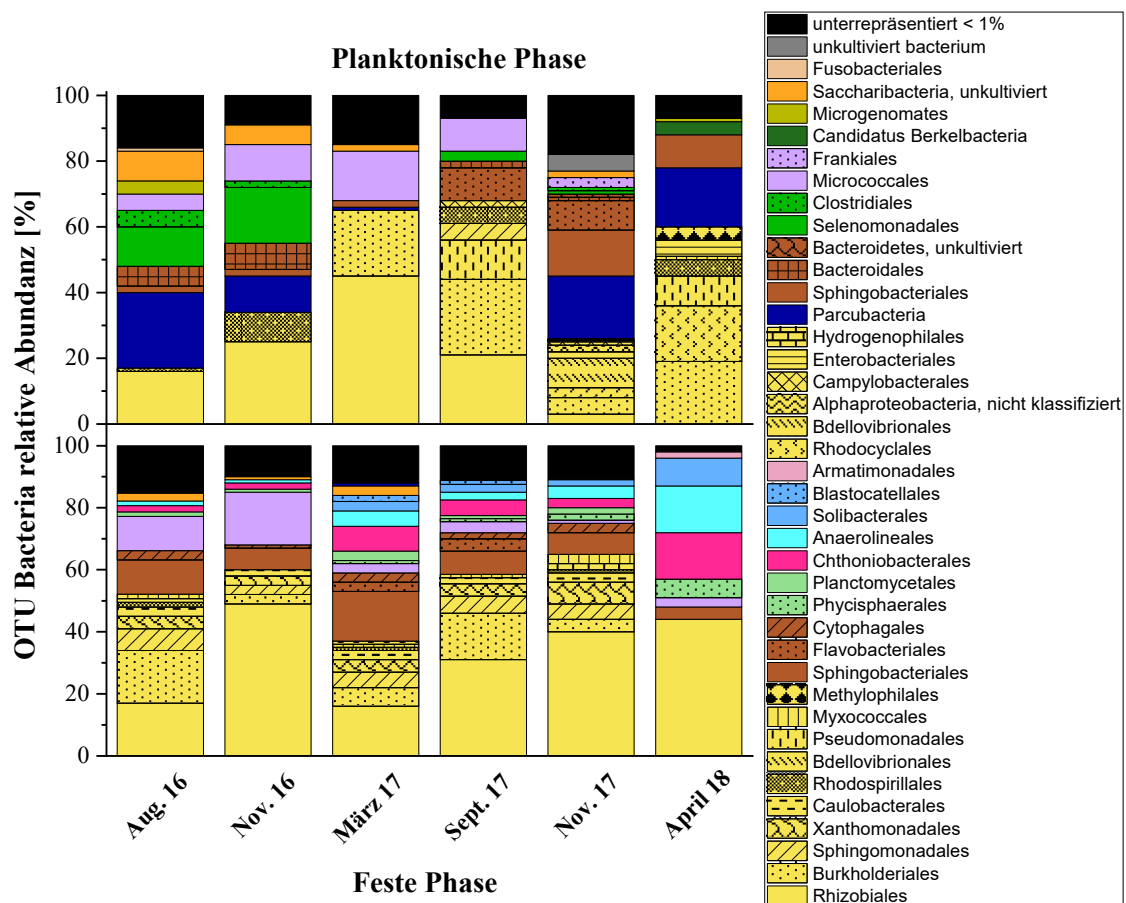 Planktonische Phase
OTU Bacteria relative Abundanz [%]
100
80
60
40
20
0
100
80
60
40
20
0
Aug. 16
Nov. 16
März 17
Sept. 17
Nov. 17
April 18
Feste Phase
unterrepräsentiert < 1%
unkultiviert bacterium
Fusobacteriales
Saccharibacteria, unkultiviert
Microgenomates
Candidatus Berkelbacteria
Frankiales
Micrococcales
Clostridiales
Selenomonadales
Bacteroidetes, unkultiviert
Bacteroidales
Sphingobacteriales
Parcubacteria
Hydrogenophilales
Enterobacteriales
Campylobacterales
Alphaproteobacteria, nicht klassifiziert
Bdellovibrionales
Rhodocyclales
Armatimonadales
Blastocatellales
Solibacterales
Anaerolineales
Chthoniobacterales
Planctomycetales
Phycisphaerales
Cytophagales
Flavobacteriales
Sphingobacteriales
Methylophilales
Myxococcales
Pseudomonadales
Bdellovibrionales
Rhodospirillales
Caulobacterales
Xanthomonadales
Sphingomonadales
Burkholderiales
Rhizobiales